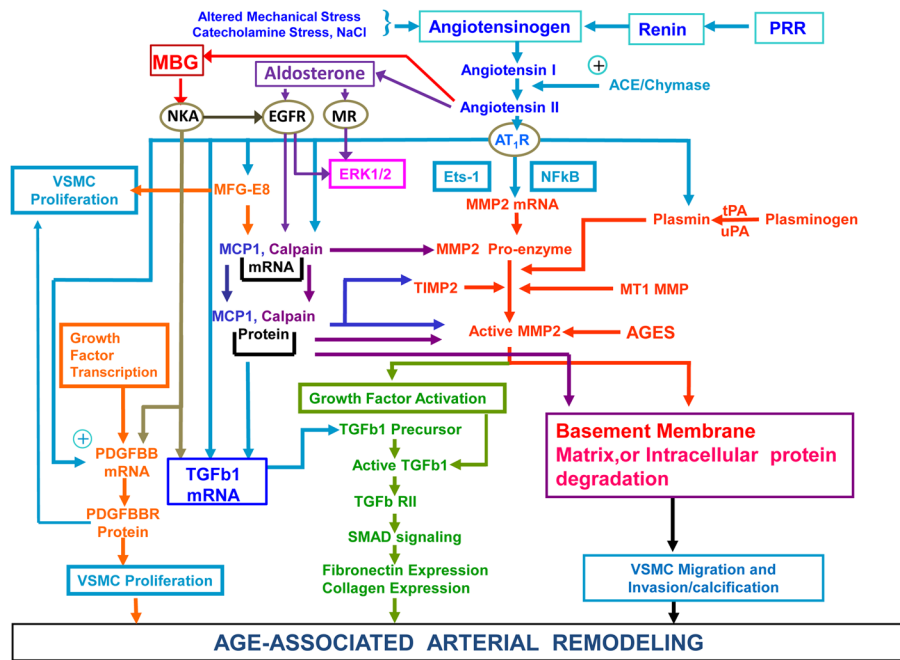 Altered Mechanical Stress
Catecholamine Stress, NaCl
Angiotensinogen
Renin
PRR
MBG
Aldosterone
Angiotensin I
+
ACE/Chymase
Angiotensin II
NKA
EGFR
MR
AT1R
VSMC
Proliferation
MFG-E8
ERK1/2
Ets-1
NFkB
MMP2 mRNA
Plasmin
tPA
uPA
Plasminogen
MCP1, Calpain
mRNA
MMP2 Pro-enzyme
TIMP2
MT1 MMP
MCP1, Calpain
Protein
Active MMP2
AGES
Growth
Factor
Transcription
Growth Factor Activation
+
PDGFBB
mRNA
TGFb1
mRNA
TGFb1 Precursor
Active TGFb1
Basement Membrane
Matrix,or Intracellular protein
degradation
TGFb RII
PDGFBBR
Protein
SMAD signaling
VSMC Proliferation
Fibronectin Expression
Collagen Expression
VSMC Migration and
Invasion/calcification
AGE-ASSOCIATED ARTERIAL REMODELING